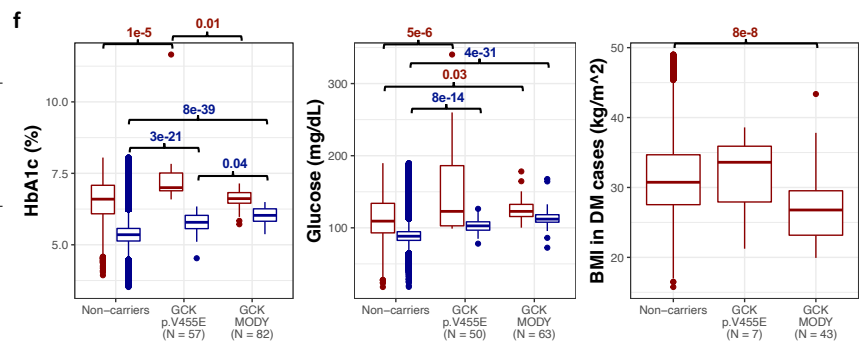 f
1e-5
0.01
8e-39
3e-21
0.04
HbA1c (%)
10.0
7.5
5.0
Non−carriers
GCK
p.V455E
(N = 57)
GCK
MODY
(N = 82)
5e-6
4e-31
0.03
8e-14
Glucose (mg/dL)
300
200
100
Non−carriers
GCK
p.V455E
(N = 50)
GCK
MODY
(N = 63)
8e-8
BMI in DM cases (kg/m^2)
50
40
30
20
Non−carriers
GCK
p.V455E
(N = 7)
GCK
MODY
(N = 43)